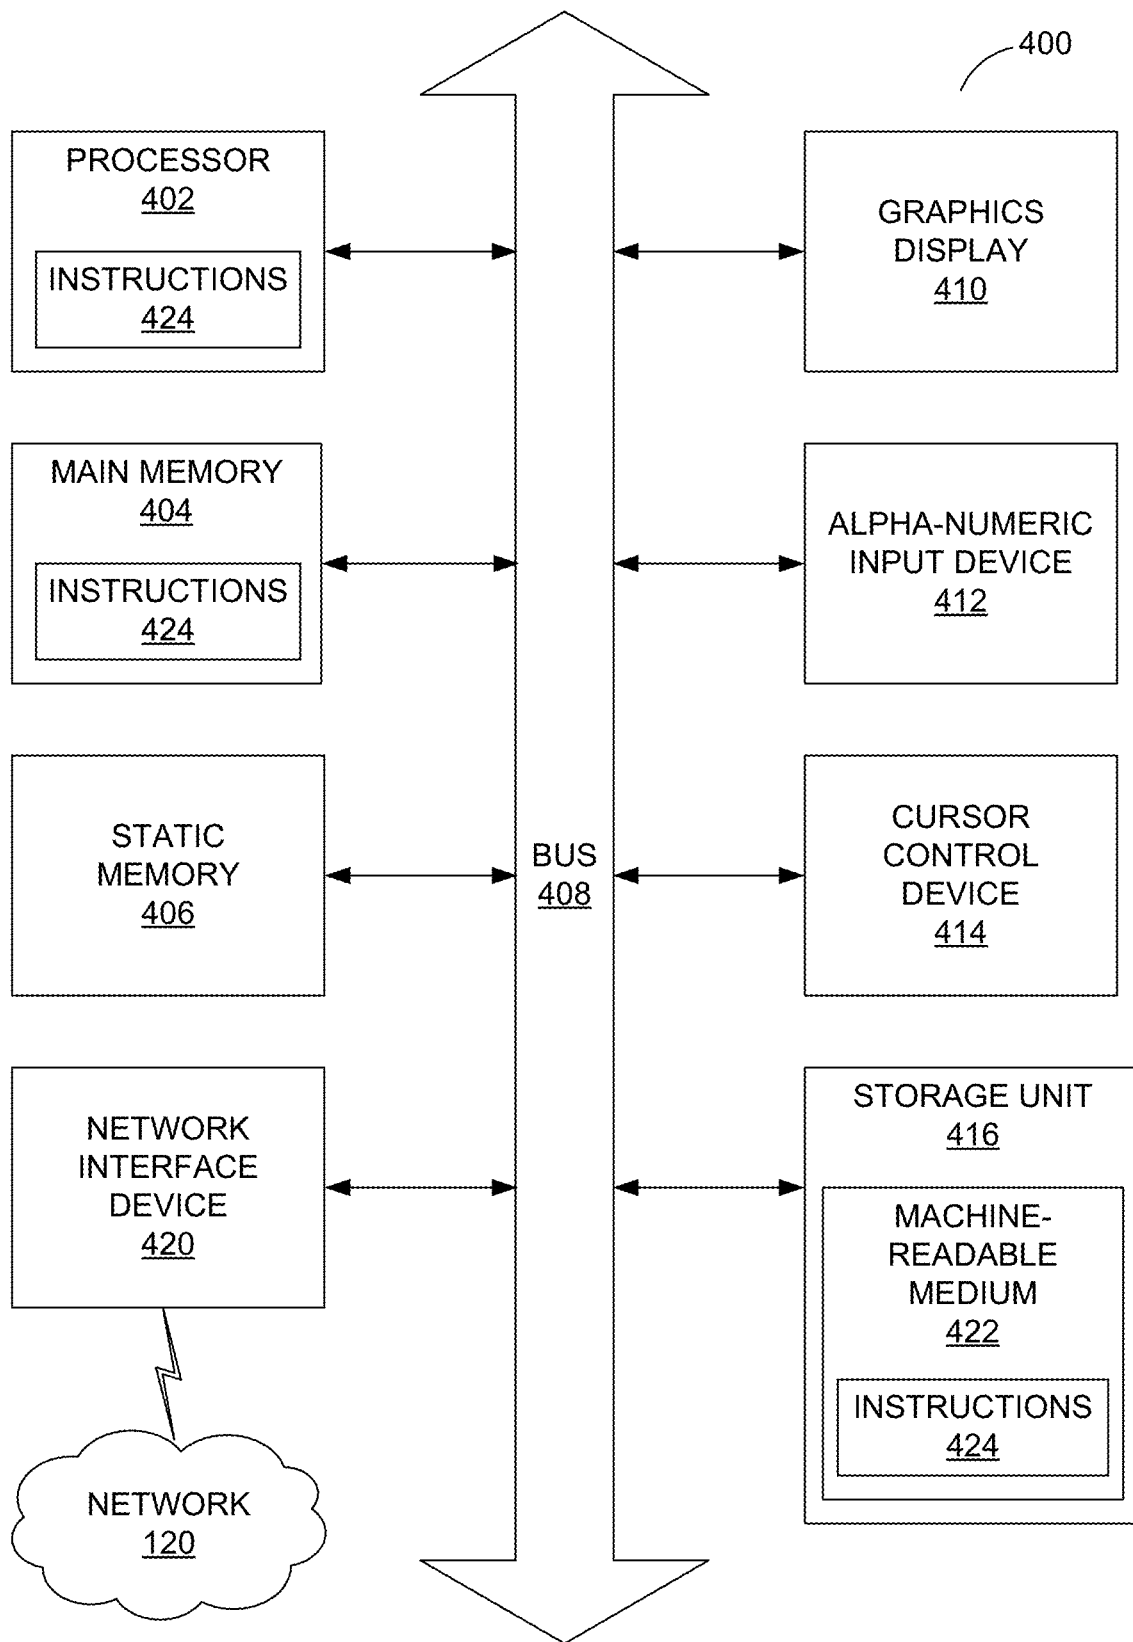 400
PROCESSOR
402
INSTRUCTIONS
424
GRAPHICS
DISPLAY
410
MAIN MEMORY
404
INSTRUCTIONS
424
ALPHA-NUMERIC
INPUT DEVICE
412
STATIC
MEMORY
406
BUS
408
CURSOR
CONTROL
DEVICE
414
NETWORK
INTERFACE
DEVICE
420
STORAGE UNIT
416
MACHINE-
READABLE
MEDIUM
422
INSTRUCTIONS
424
NETWORK
120